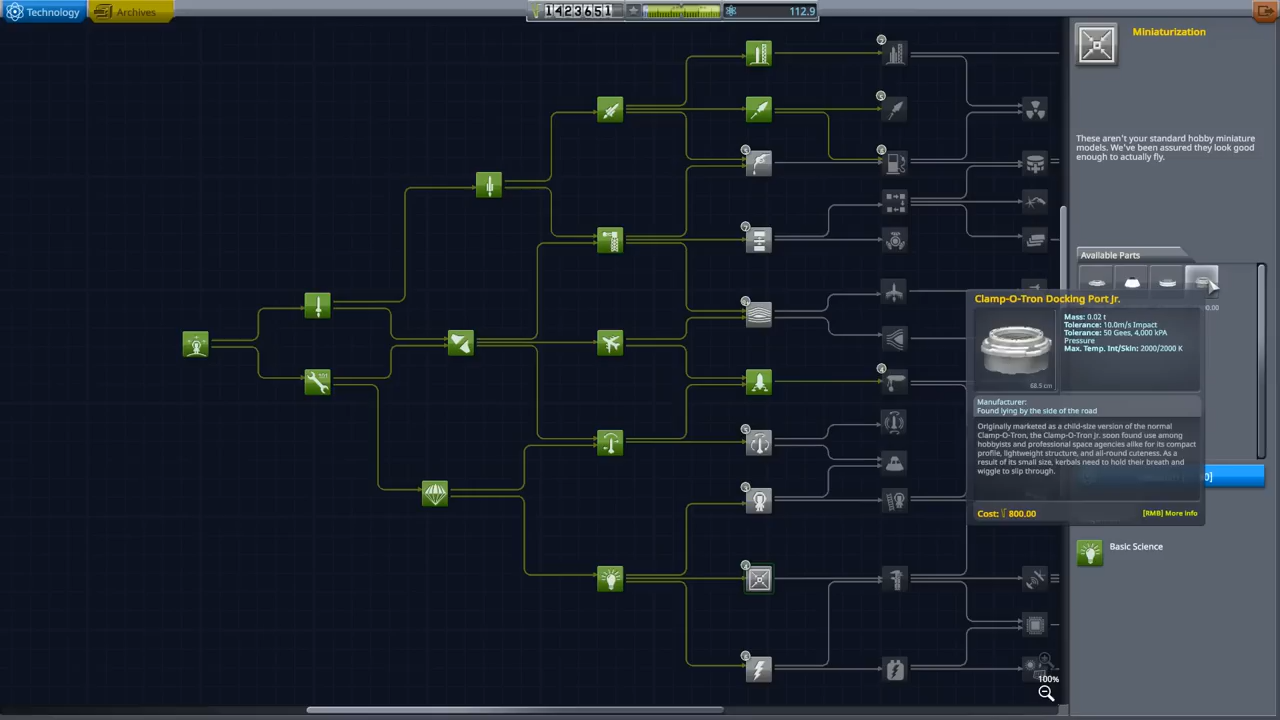 Technology
Archives
1423651
112.9
Miniaturization
These aren't your standard hobby miniature
models. We've been assured they look good
enough to actually fly.
Available Parts
Clamp-O-Tron Docking Port Jr.
Mass: 0.02 t
Tolerance: 10.0m/s Impact
Tolerance: 50 Gees, 4,000 kPA
Pressure
Max. Temp. Int/Skin: 2000/2000 K
68.5 cm
Manufacturer:
Found lying by the side of the road
Originally marketed as a child-size version of the normal
Clamp-O-Tron, the Clamp-O-Tron Jr. soon found use among
hobbyists and professional space agencies alike for its compact
profile, lightweight structure, and all-round cuteness. As a
result of its small size, kerbals need to hold their breath and
wiggle to slip through.
Cost: 800.00
[RMB] More Info
Basic Science
101
100%